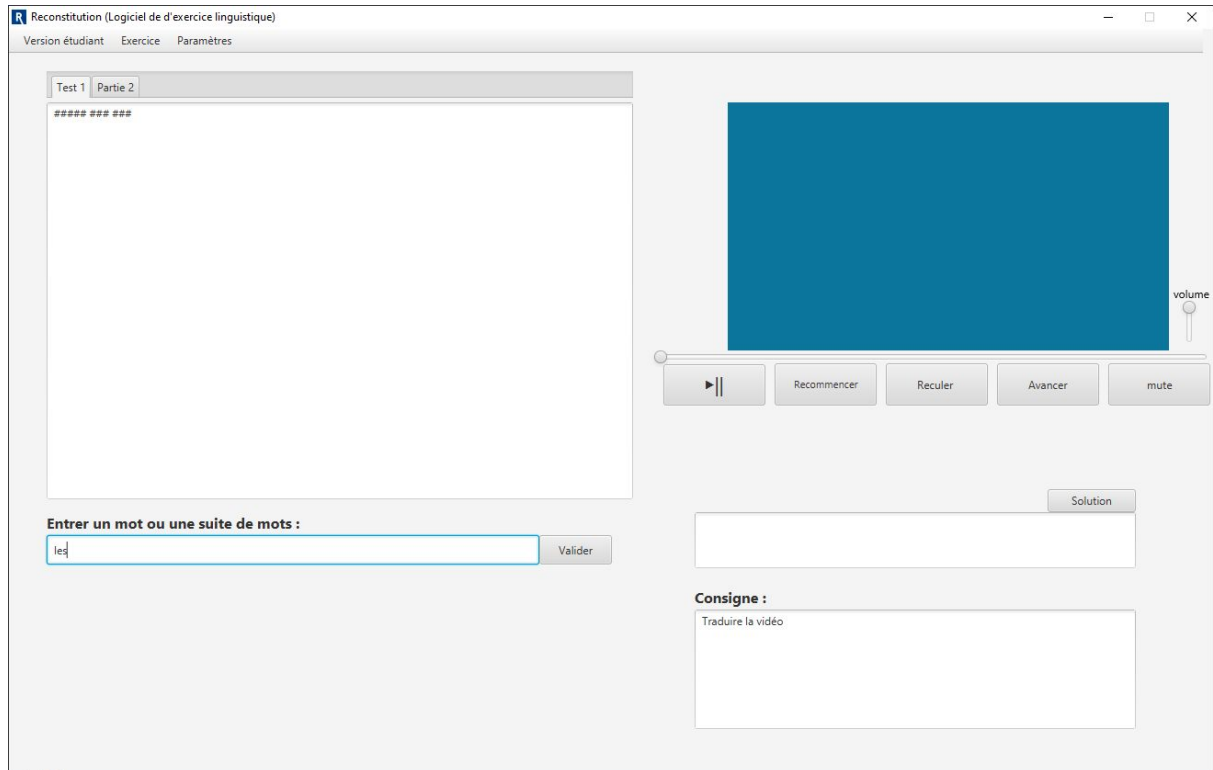 R Reconstitution (Logiciel de d'exercice linguistique)
Version étudiant Exercice Paramètres
Test 1 Partie 2
##### ### ###
volume
Recommencer Reculer Avancer mute
Solution
Entrer un mot ou une suite de mots :
les Valider
Consigne :
Traduire la vidéo